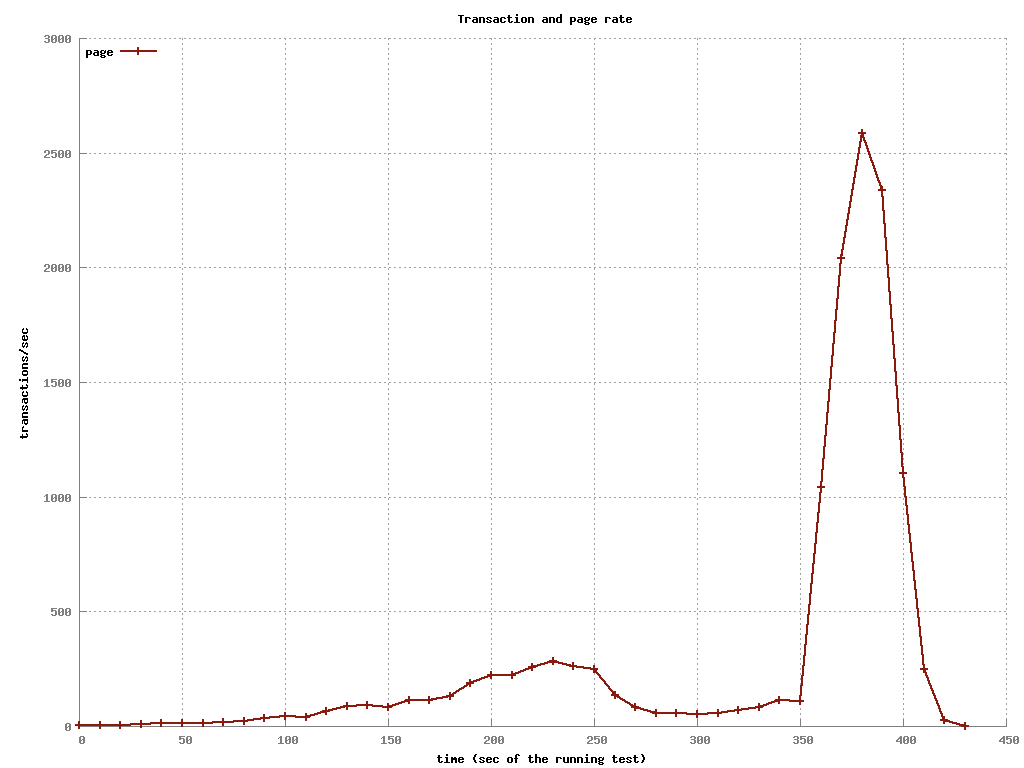 Transaction and page rate
page
3000
2500
2000
1500
1000
500
0
transactions/sec
0 50 100 150 200 250 300 350 400 450
time (sec of the running test)